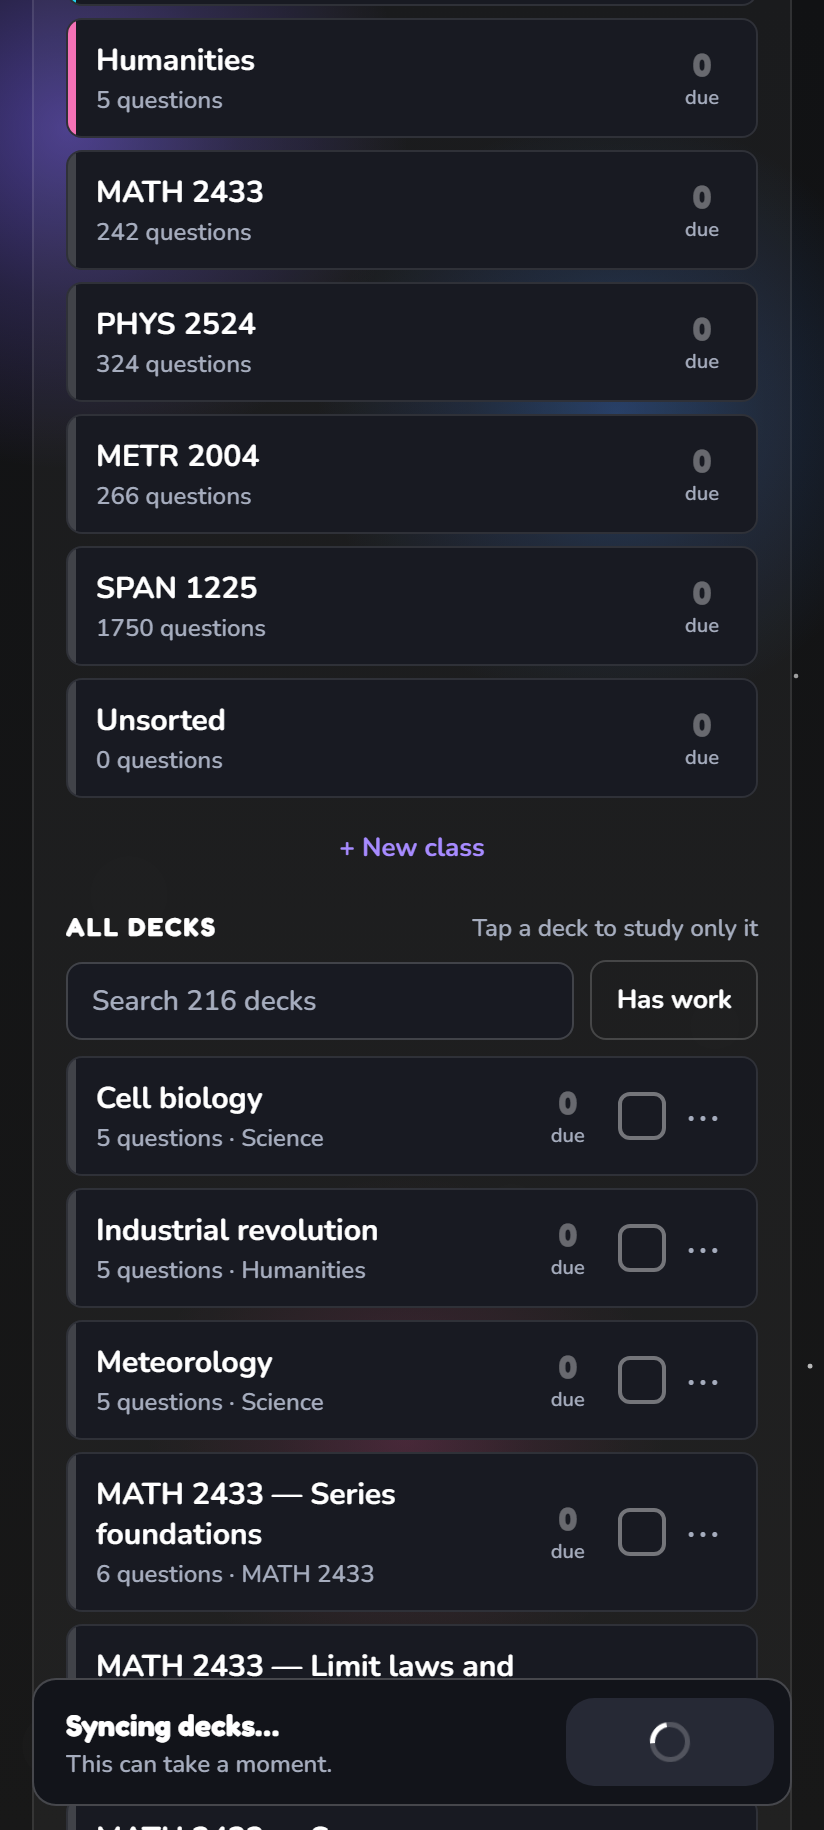 Humanities
5 questions
0
due
MATH 2433
242 questions
0
due
PHYS 2524
324 questions
0
due
METR 2004
266 questions
0
due
SPAN 1225
1750 questions
0
due
Unsorted
0 questions
0
due
+ New class
ALL DECKS
Tap a deck to study only it
Search 216 decks
Has work
Cell biology
5 questions · Science
0
due
...
Industrial revolution
5 questions · Humanities
0
due
...
Meteorology
5 questions · Science
0
due
...
MATH 2433 — Series
foundations
6 questions · MATH 2433
0
due
...
MATH 2433 — Limit laws and
Syncing decks...
This can take a moment.